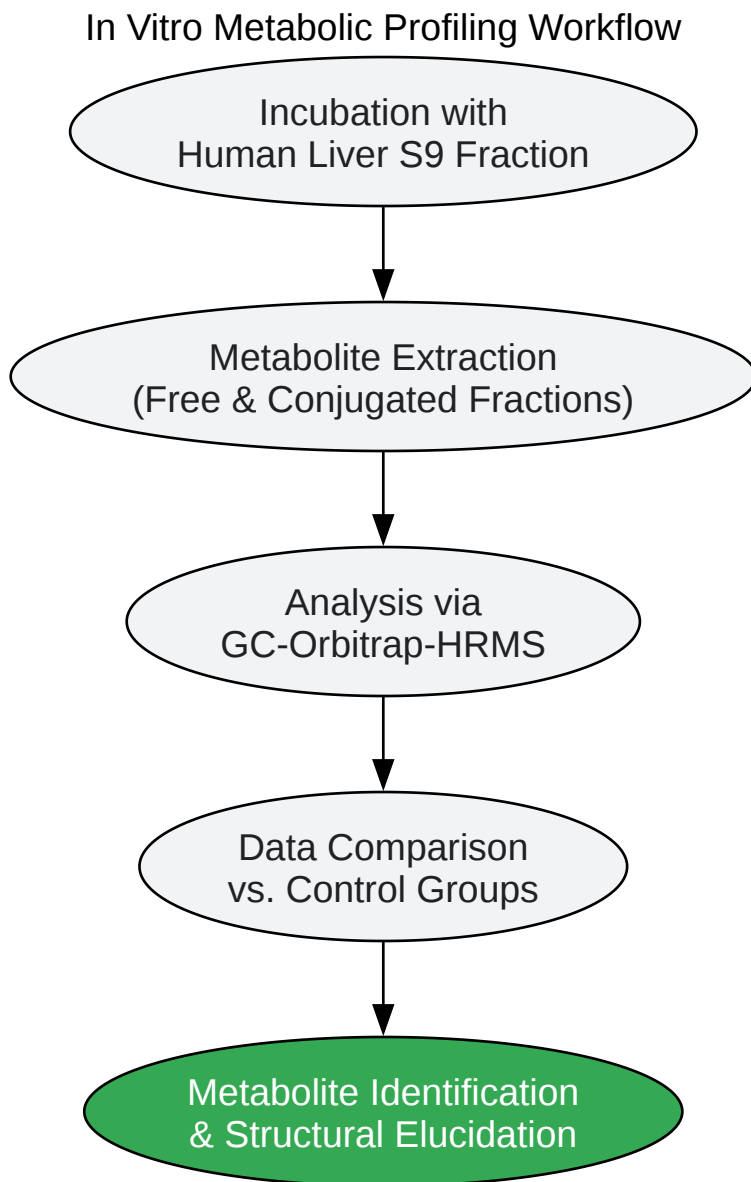 In Vitro Metabolic Profiling Workflow
Incubation with
Human Liver S9 Fraction
Metabolite Extraction
(Free & Conjugated Fractions)
Analysis via
GC-Orbitrap-HRMS
Data Comparison
vs. Control Groups
Metabolite Identification
& Structural Elucidation